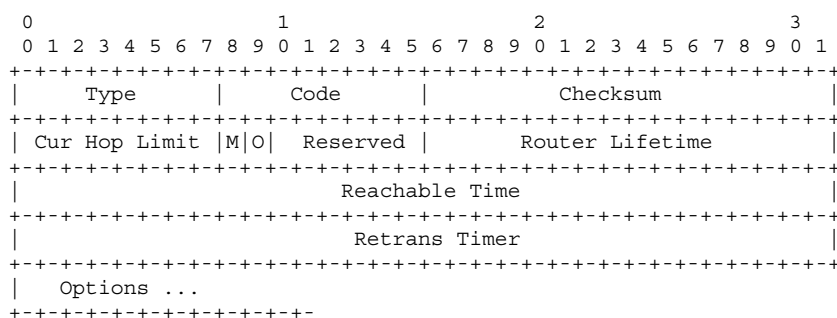 0                   1                   2                   3
 0 1 2 3 4 5 6 7 8 9 0 1 2 3 4 5 6 7 8 9 0 1 2 3 4 5 6 7 8 9 0 1
+-+-+-+-+-+-+-+-+-+-+-+-+-+-+-+-+-+-+-+-+-+-+-+-+-+-+-+-+-+-+-+-+
|     Type      |     Code      |          Checksum             |
+-+-+-+-+-+-+-+-+-+-+-+-+-+-+-+-+-+-+-+-+-+-+-+-+-+-+-+-+-+-+-+-+
| Cur Hop Limit |M|O|  Reserved |       Router Lifetime         |
+-+-+-+-+-+-+-+-+-+-+-+-+-+-+-+-+-+-+-+-+-+-+-+-+-+-+-+-+-+-+-+-+
|                         Reachable Time                        |
+-+-+-+-+-+-+-+-+-+-+-+-+-+-+-+-+-+-+-+-+-+-+-+-+-+-+-+-+-+-+-+-+
|                          Retrans Timer                        |
+-+-+-+-+-+-+-+-+-+-+-+-+-+-+-+-+-+-+-+-+-+-+-+-+-+-+-+-+-+-+-+-+
|   Options ...
+-+-+-+-+-+-+-+-+-+-+-+-